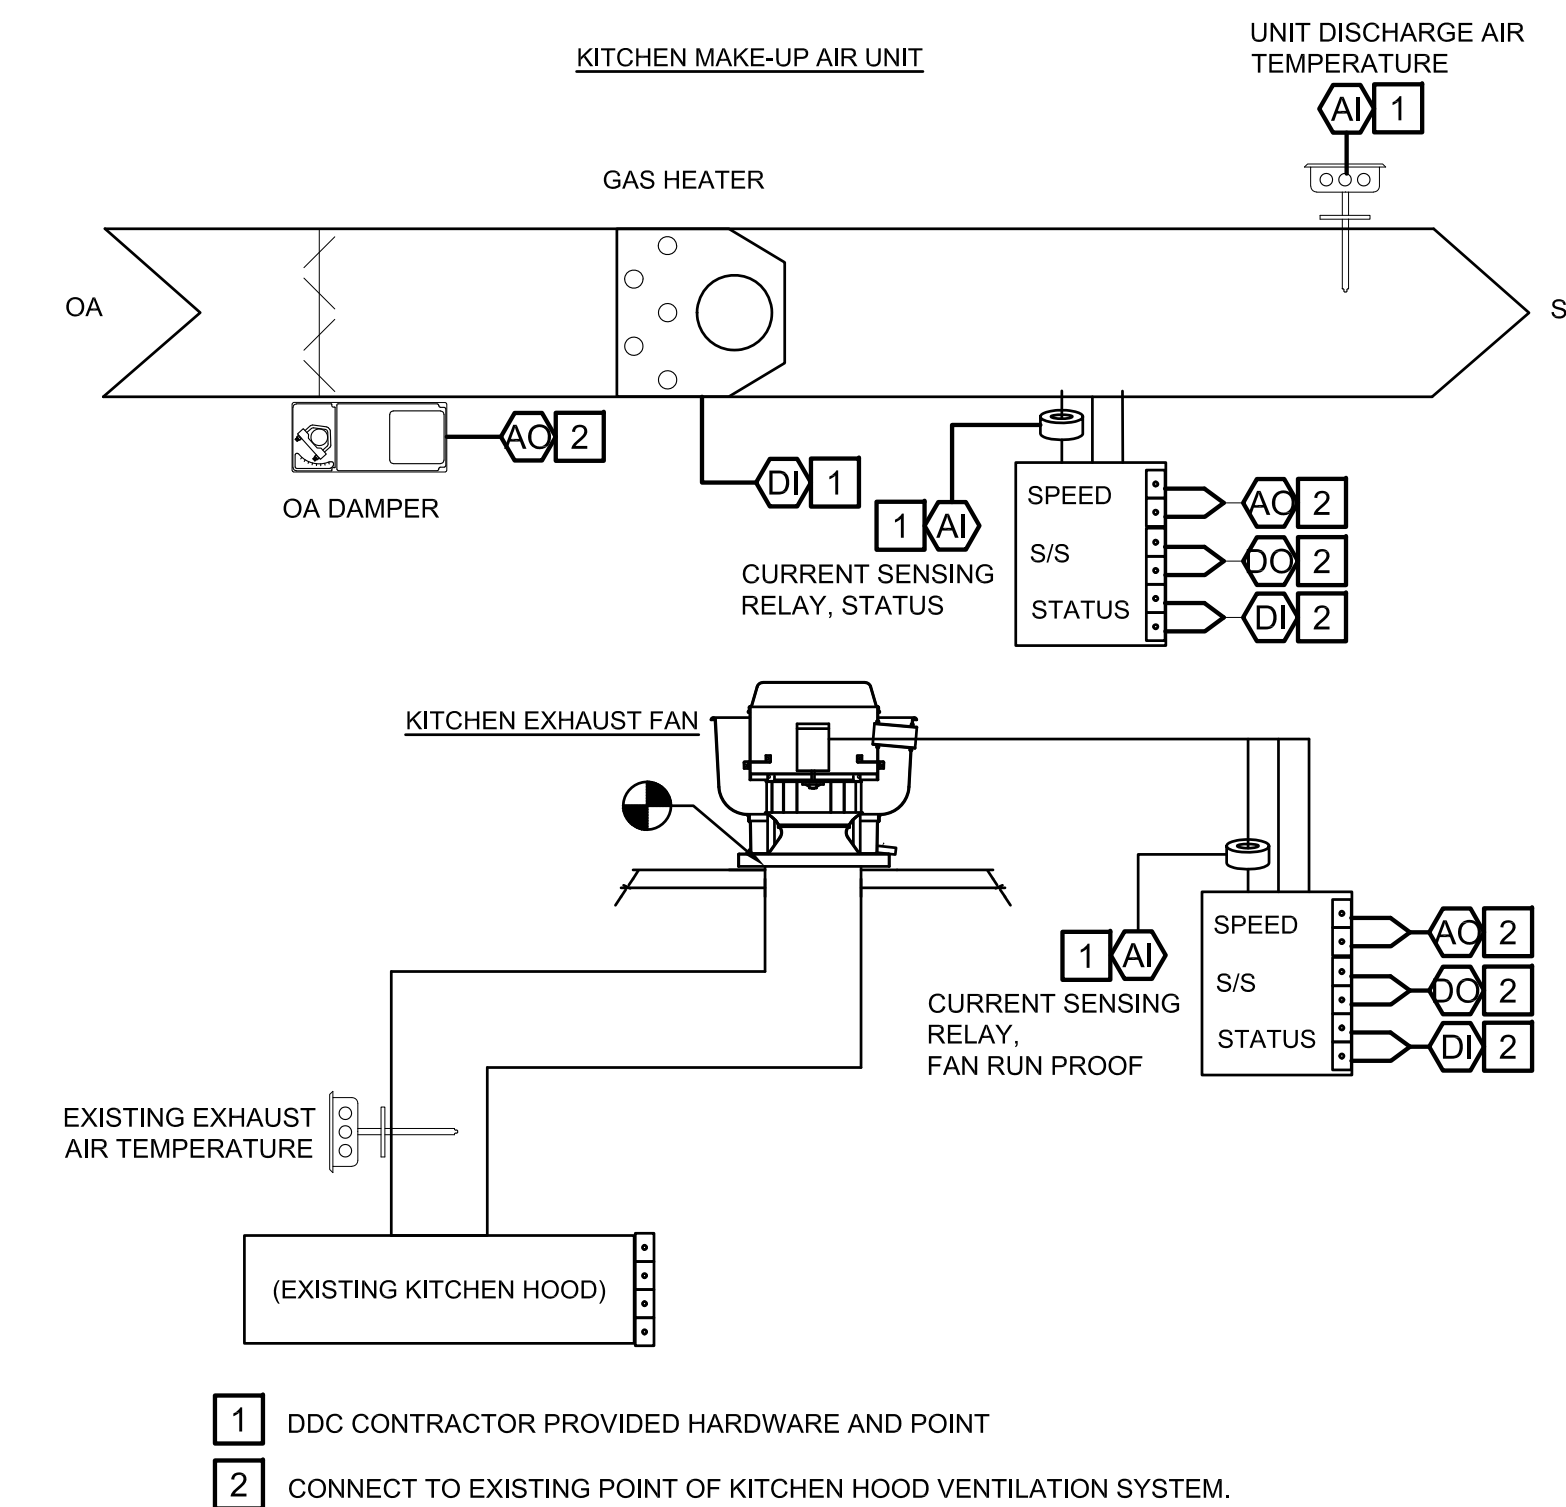 KITCHEN MAKE-UP AIR UNIT
UNIT DISCHARGE AIR
TEMPERATURE
AI 1
GAS HEATER
OA
S
AO 2
OA DAMPER
DI 1
1 AI
CURRENT SENSING
RELAY, STATUS
SPEED
AO 2
S/S
DO 2
STATUS
DI 2
KITCHEN EXHAUST FAN
1 AI
CURRENT SENSING
RELAY,
FAN RUN PROOF
SPEED
AO 2
S/S
DO 2
STATUS
DI 2
EXISTING EXHAUST
AIR TEMPERATURE
(EXISTING KITCHEN HOOD)
1 DDC CONTRACTOR PROVIDED HARDWARE AND POINT
2 CONNECT TO EXISTING POINT OF KITCHEN HOOD VENTILATION SYSTEM.